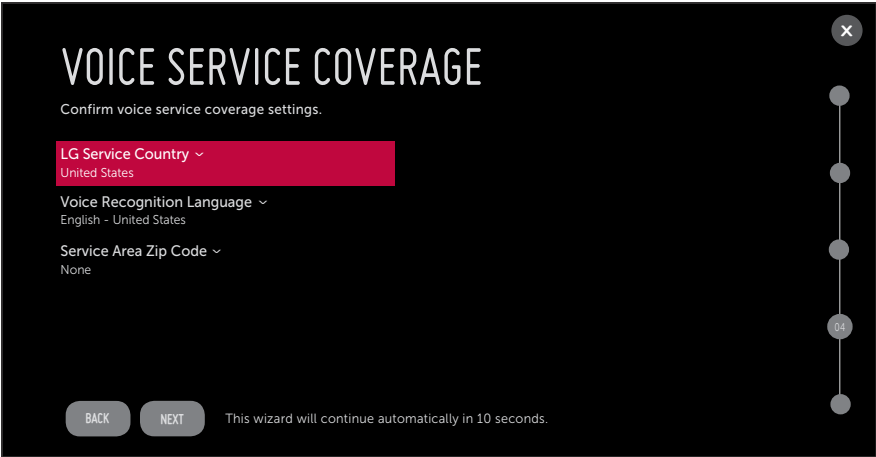 VOICE SERVICE COVERAGE
Confirm voice service coverage settings.
LG Service Country
United States
Voice Recognition Language
English - United States
Service Area Zip Code
None
04
BACK NEXT This wizard will continue automatically in 10 seconds.